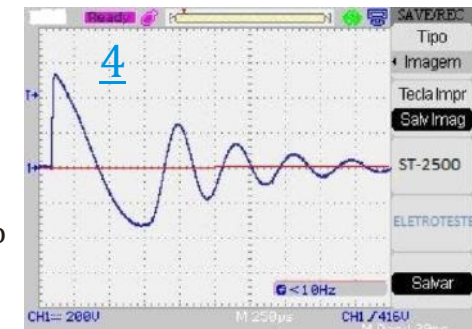 Ready
SAVE/REC
Tipo
Imagem
4
T
Tecla Impr
Salv Imag
1
ST-2500
o
ELETROTESTE
G<10Hz
Salvar
CH1= 200V M 250µs CH1 / 416V